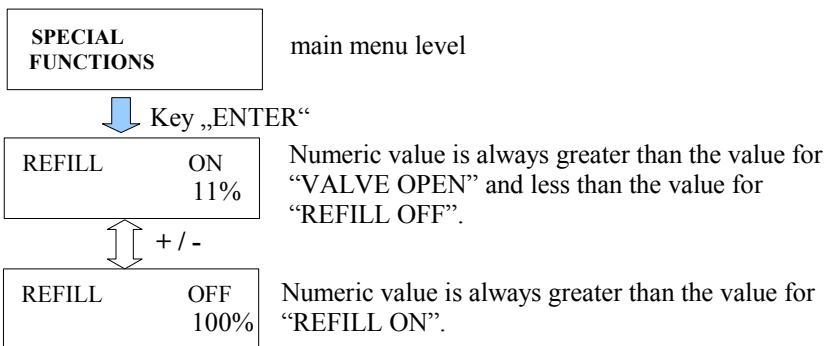 SPECIAL
FUNCTIONS
main menu level
Key „ENTER“
REFILL ON
11%
Numeric value is always greater than the value for
“VALVE OPEN” and less than the value for
“REFILL OFF”.
+ / -
REFILL OFF
100%
Numeric value is always greater than the value for
“REFILL ON”.